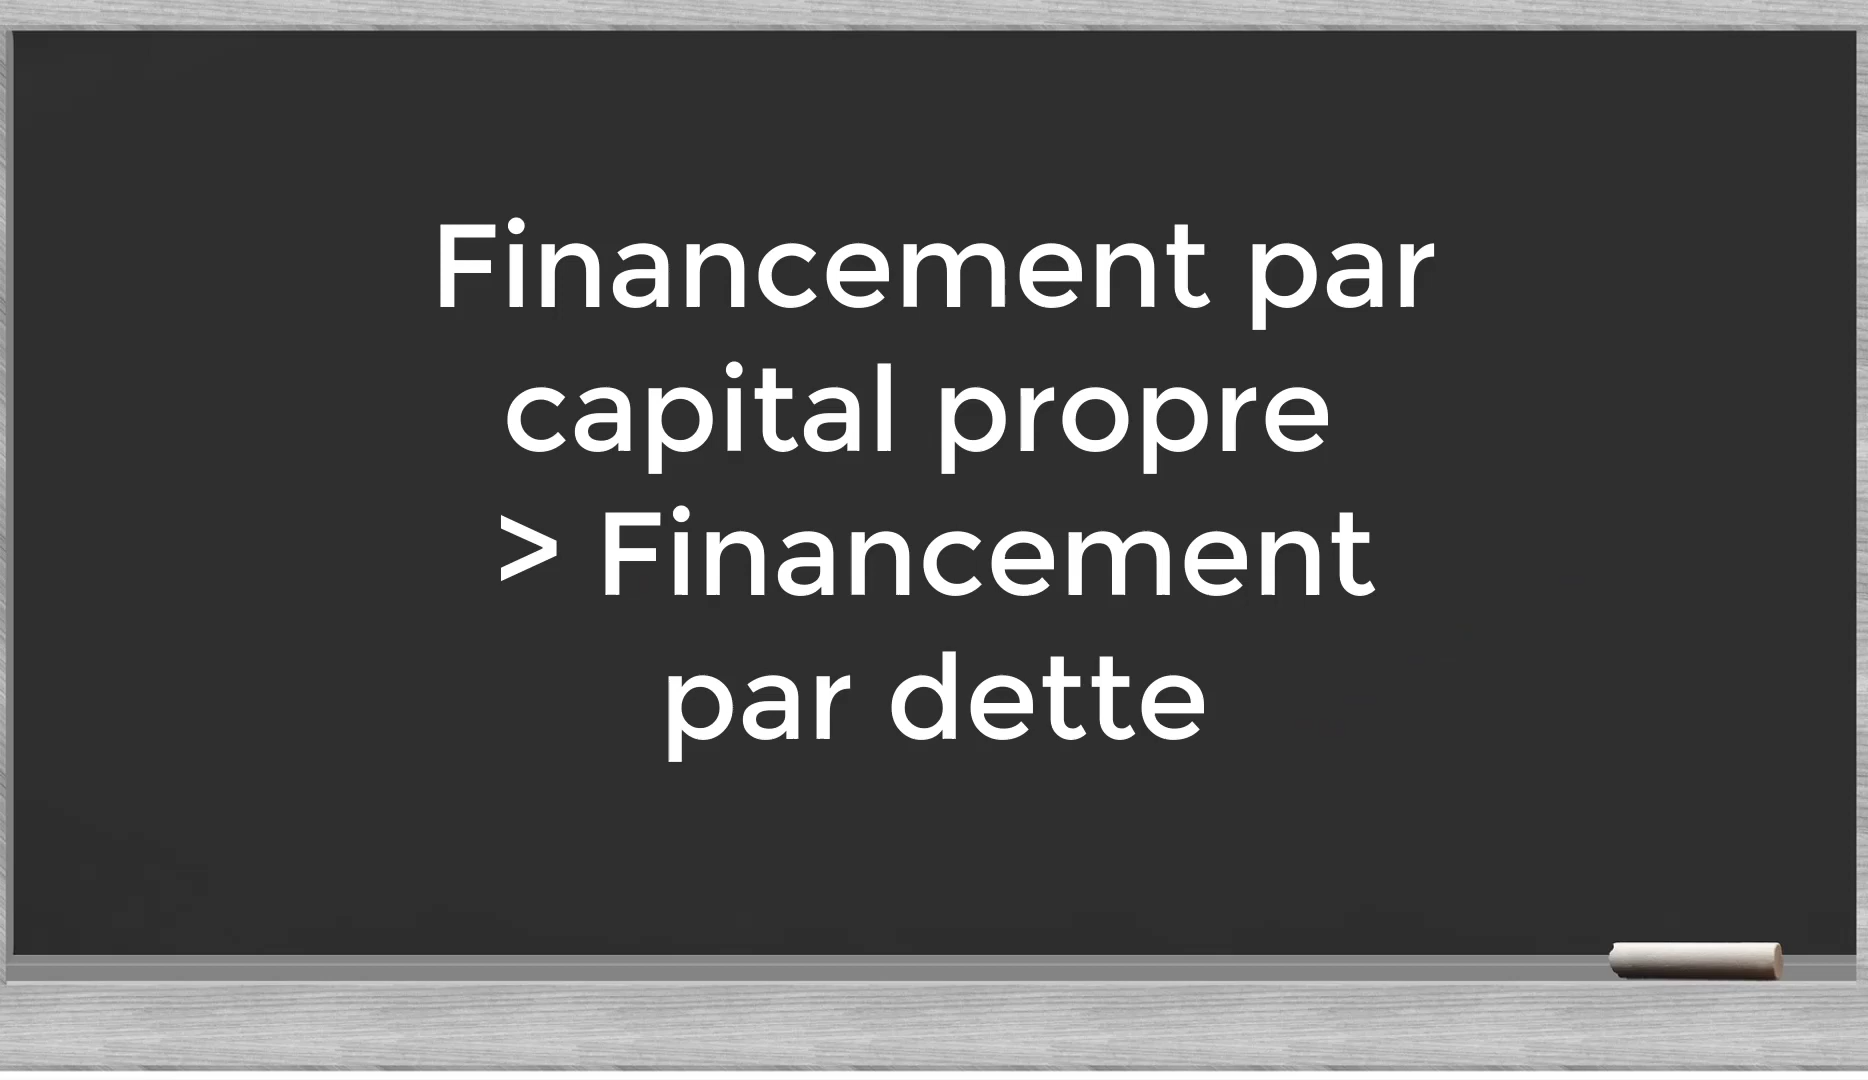 Financement par
capital propre
> Financement
par dette